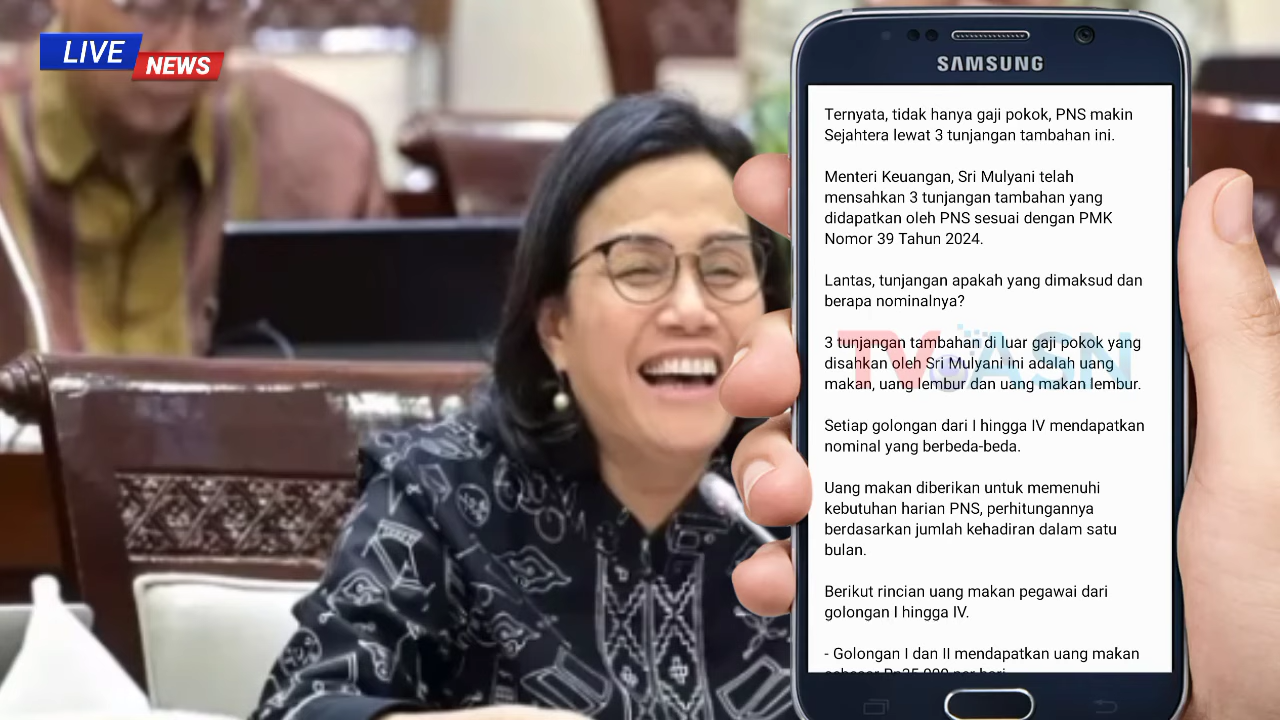 LIVE
NEWS
SAMSUNG
Ternyata, tidak hanya gaji pokok, PNS makin
Sejahtera lewat 3 tunjangan tambahan ini.
Menteri Keuangan, Sri Mulyani telah
mensahkan 3 tunjangan tambahan yang
didapatkan oleh PNS sesuai dengan PMK
Nomor 39 Tahun 2024.
Lantas, tunjangan apakah yang dimaksud dan
berapa nominalnya?
3 tunjangan tambahan di luar gaji pokok yang
disahkan oleh Sri Mulyani ini adalah uang
makan, uang lembur dan uang makan lembur.
Setiap golongan dari I hingga IV mendapatkan
nominal yang berbeda-beda.
Uang makan diberikan untuk memenuhi
kebutuhan harian PNS, perhitungannya
berdasarkan jumlah kehadiran dalam satu
bulan.
Berikut rincian uang makan pegawai dari
golongan I hingga IV.
- Golongan I dan II mendapatkan uang makan